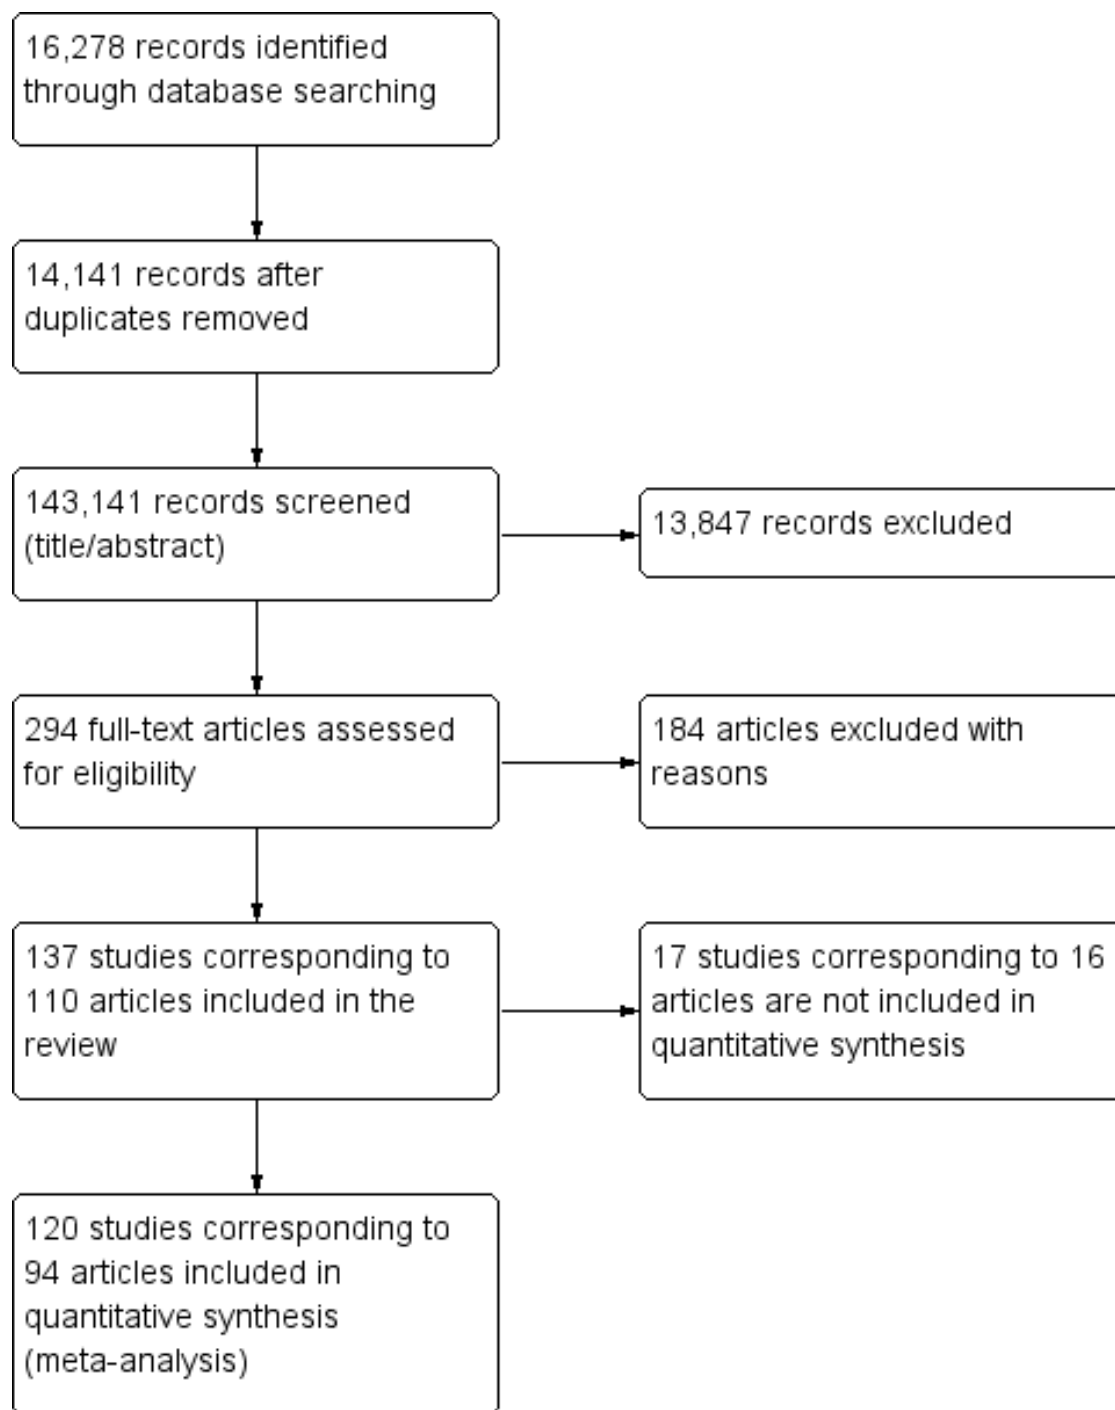 16,278 records identified
through database searching
14,141 records after
duplicates removed
143,141 records screened
(title/abstract)
13,847 records excluded
294 full-text articles assessed
for eligibility
184 articles excluded with
reasons
137 studies corresponding to
110 articles included in the
review
17 studies corresponding to 16
articles are not included in
quantitative synthesis
120 studies corresponding to
94 articles included in
quantitative synthesis
(meta-analysis)